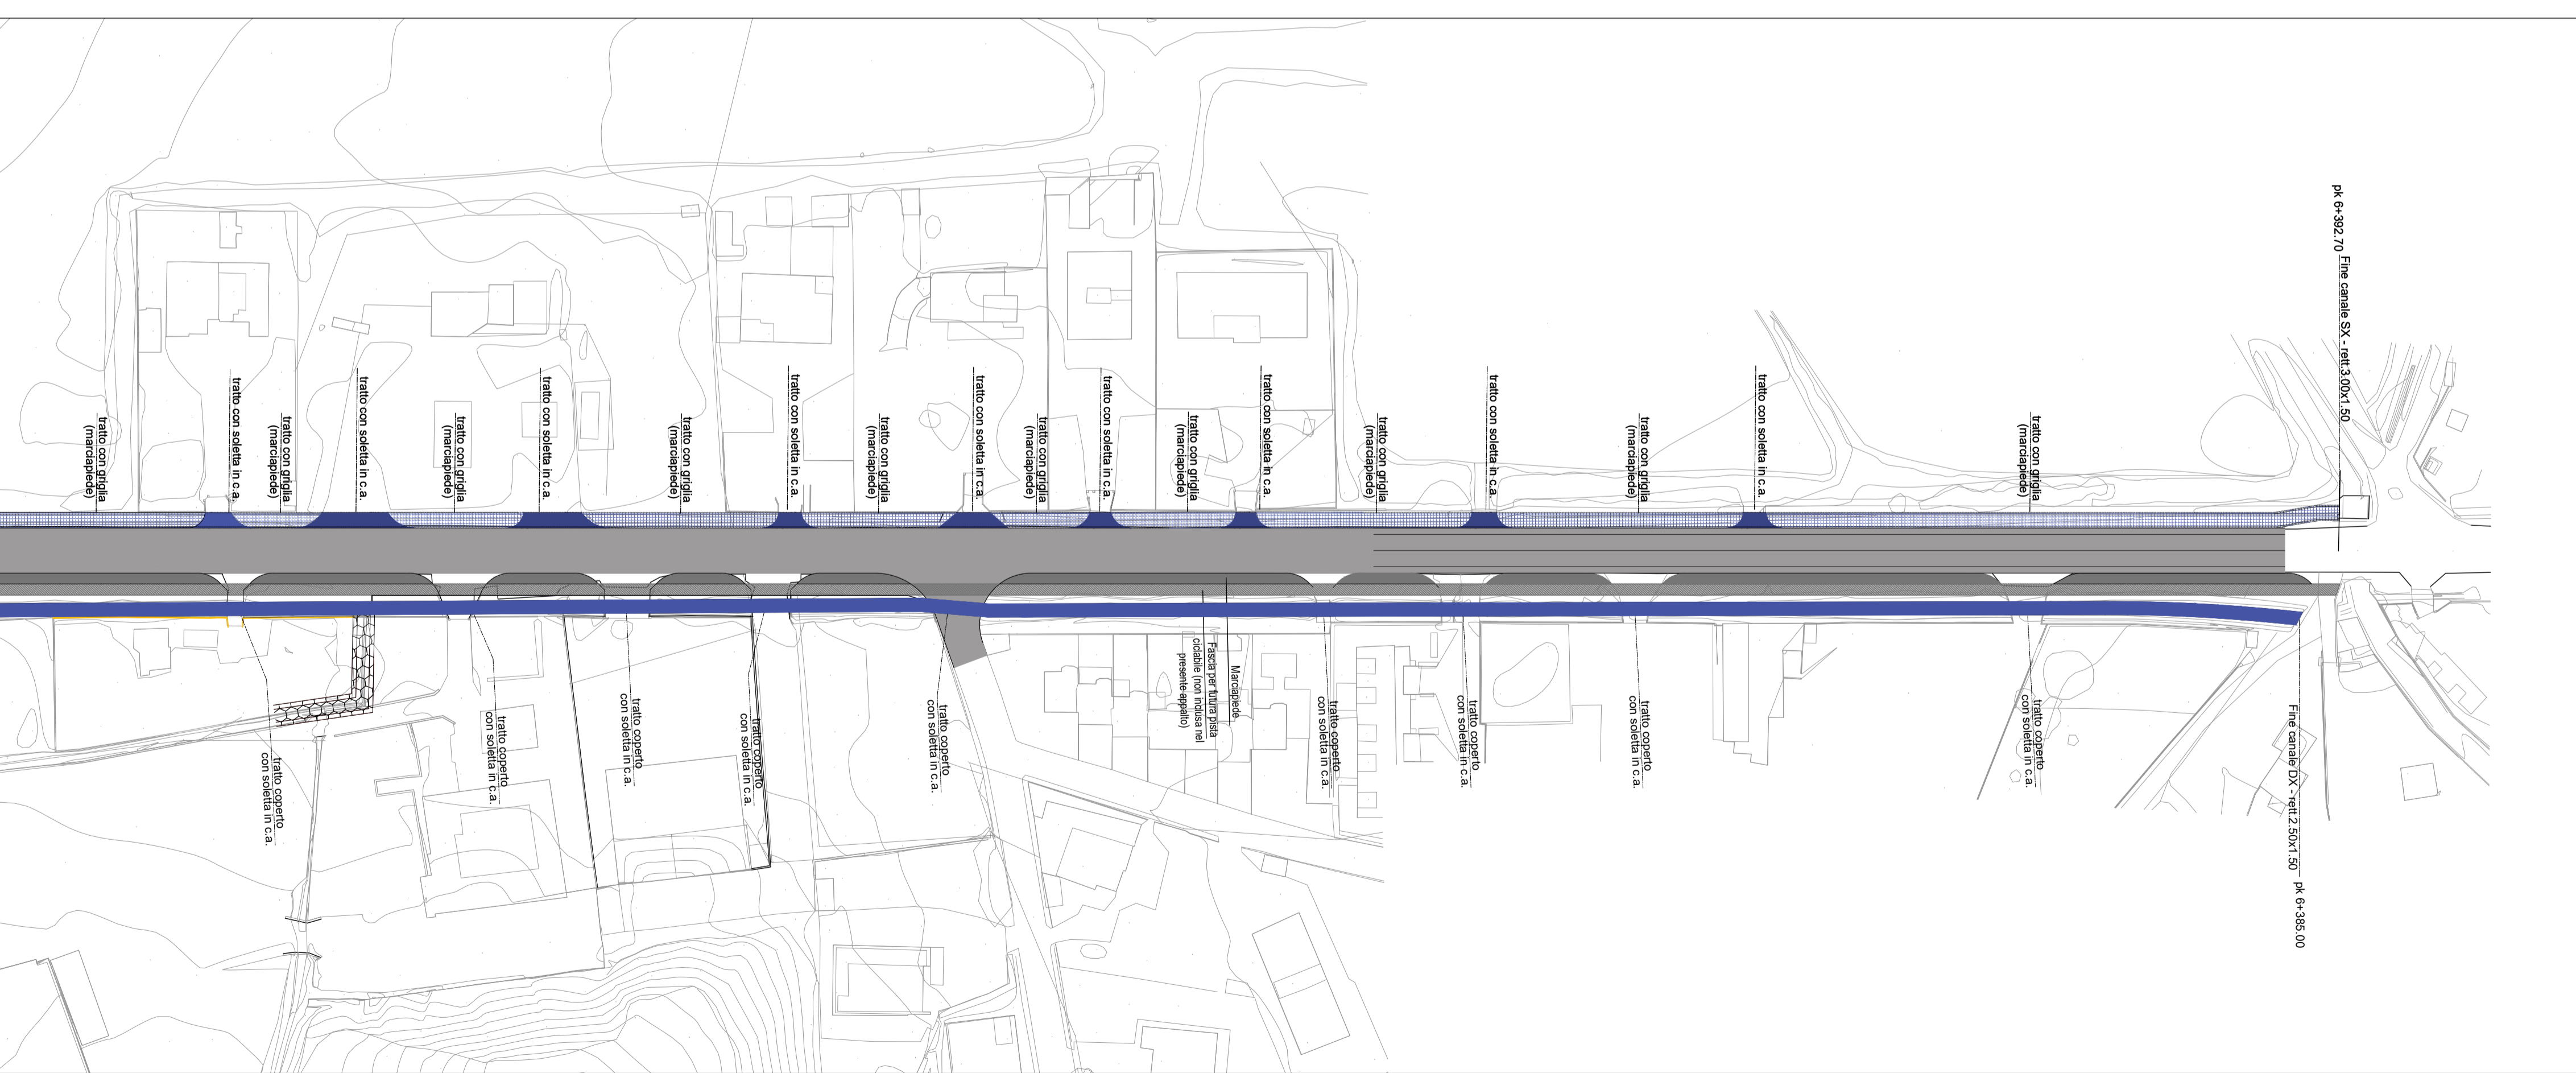 pk 6+392.70
Fine canale SX - rett.3.00x1.50
tratto con griglia
(marciapiede)
tratto con soletta in c.a.
tratto con griglia
(marciapiede)
tratto con soletta in c.a.
tratto con griglia
(marciapiede)
tratto con soletta in c.a.
tratto con griglia
(marciapiede)
tratto con soletta in c.a.
tratto con griglia
(marciapiede)
tratto con soletta in c.a.
tratto con griglia
(marciapiede)
tratto con soletta in c.a.
tratto con griglia
(marciapiede)
tratto con soletta in c.a.
tratto con griglia
(marciapiede)
tratto con soletta in c.a.
tratto con griglia
(marciapiede)
tratto con soletta in c.a.
tratto con griglia
(marciapiede)
tratto coperto
con soletta in c.a.
tratto coperto
con soletta in c.a.
tratto coperto
con soletta in c.a.
tratto coperto
con soletta in c.a.
tratto coperto
con soletta in c.a.
Fascia per futura pista
ciclabile (non inclusa nel
presente appalto)
Marciapiede
tratto coperto
con soletta in c.a.
tratto coperto
con soletta in c.a.
tratto coperto
con soletta in c.a.
tratto coperto
con soletta in c.a.
Fine canale DX - rett.2.50x1.50
pk 6+385.00